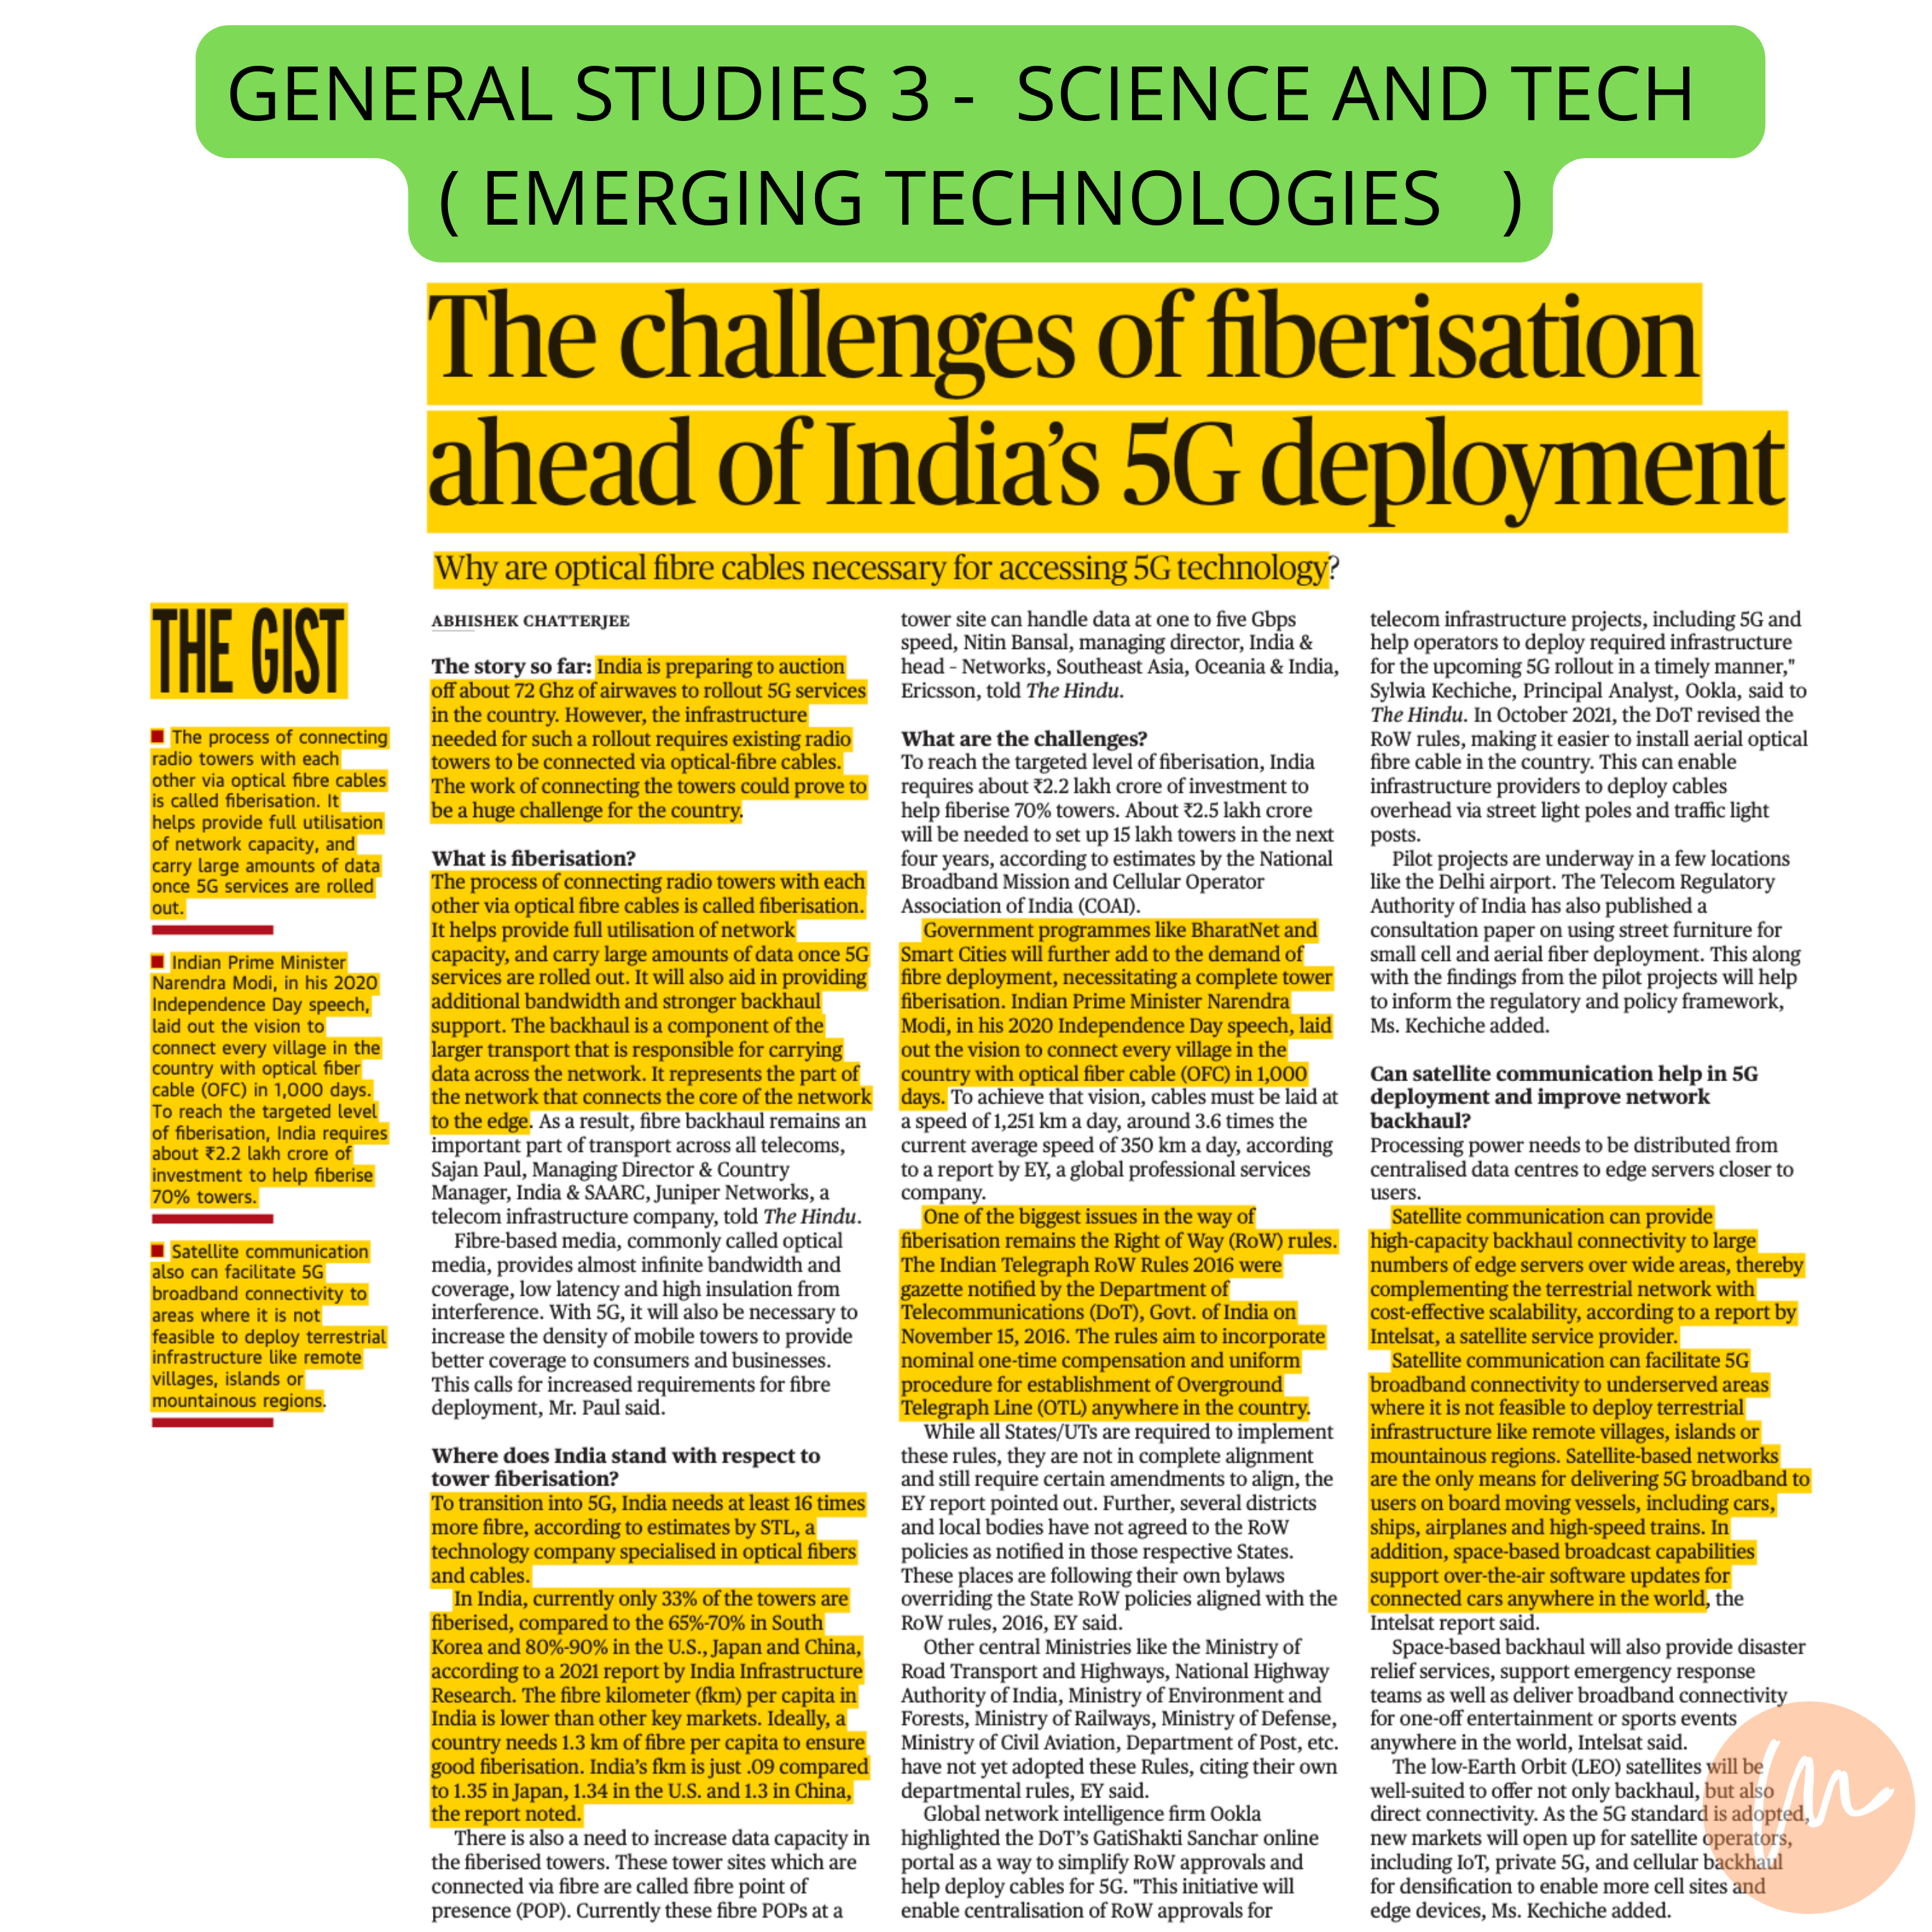 GENERAL STUDIES 3 - SCIENCE AND TECH
( EMERGING TECHNOLOGIES )
The challenges of fiberisation
ahead of India's 5G deployment
Why are optical fibre cables necessary for accessing 5G technology?
THE GIST
The process of connecting
radio towers with each
other via optical fibre cables
is called fiberisation. It
helps provide full utilisation
of network capacity, and
carry large amounts of data
once 5G services are rolled
out.
Indian Prime Minister
Narendra Modi, in his 2020
Independence Day speech,
laid out the vision to
connect every village in the
country with optical fiber
cable (OFC) in 1,000 days.
To reach the targeted level
of fiberisation, India requires
about ₹2.2 lakh crore of
investment to help fiberise
70% towers.
Satellite communication
also can facilitate 5G
broadband connectivity to
areas where it is not
feasible to deploy terrestrial
infrastructure like remote
villages, islands or
mountainous regions.
ABHISHEK CHATTERJEE
The story so far: India is preparing to auction
off about 72 Ghz of airwaves to rollout 5G services
in the country. However, the infrastructure
needed for such a rollout requires existing radio
towers to be connected via optical-fibre cables.
The work of connecting the towers could prove to
be a huge challenge for the country.
What is fiberisation?
The process of connecting radio towers with each
other via optical fibre cables is called fiberisation.
It helps provide full utilisation of network
capacity, and carry large amounts of data once 5G
services are rolled out. It will also aid in providing
additional bandwidth and stronger backhaul
support. The backhaul is a component of the
larger transport that is responsible for carrying
data across the network. It represents the part of
the network that connects the core of the network
to the edge. As a result, fibre backhaul remains an
important part of transport across all telecoms,
Sajan Paul, Managing Director & Country
Manager, India & SAARC, Juniper Networks, a
telecom infrastructure company, told The Hindu.
Fibre-based media, commonly called optical
media, provides almost infinite bandwidth and
coverage, low latency and high insulation from
interference. With 5G, it will also be necessary to
increase the density of mobile towers to provide
better coverage to consumers and businesses.
This calls for increased requirements for fibre
deployment, Mr. Paul said.
Where does India stand with respect to
tower fiberisation?
To transition into 5G, India needs at least 16 times
more fibre, according to estimates by STL, a
technology company specialised in optical fibers
and cables.
In India, currently only 33% of the towers are
fiberised, compared to the 65%-70% in South
Korea and 80%-90% in the U.S., Japan and China,
according to a 2021 report by India Infrastructure
Research. The fibre kilometer (fkm) per capita in
India is lower than other key markets. Ideally, a
country needs 1.3 km of fibre per capita to ensure
good fiberisation. India's fkm is just .09 compared
to 1.35 in Japan, 1.34 in the U.S. and 1.3 in China,
the report noted.
There is also a need to increase data capacity in
the fiberised towers. These tower sites which are
connected via fibre are called fibre point of
presence (POP). Currently these fibre POPs at a
tower site can handle data at one to five Gbps
speed, Nitin Bansal, managing director, India &
head - Networks, Southeast Asia, Oceania & India,
Ericsson, told The Hindu.
What are the challenges?
To reach the targeted level of fiberisation, India
requires about ₹2.2 lakh crore of investment to
help fiberise 70% towers. About ₹2.5 lakh crore
will be needed to set up 15 lakh towers in the next
four years, according to estimates by the National
Broadband Mission and Cellular Operator
Association of India (COAI).
Government programmes like BharatNet and
Smart Cities will further add to the demand of
fibre deployment, necessitating a complete tower
fiberisation. Indian Prime Minister Narendra
Modi, in his 2020 Independence Day speech, laid
out the vision to connect every village in the
country with optical fiber cable (OFC) in 1,000
days. To achieve that vision, cables must be laid at
a speed of 1,251 km a day, around 3.6 times the
current average speed of 350 km a day, according
to a report by EY, a global professional services
company.
One of the biggest issues in the way of
fiberisation remains the Right of Way (RoW) rules.
The Indian Telegraph RoW Rules 2016 were
gazette notified by the Department of
Telecommunications (DoT), Govt. of India on
November 15, 2016. The rules aim to incorporate
nominal one-time compensation and uniform
procedure for establishment of Overground
Telegraph Line (OTL) anywhere in the country.
While all States/UTs are required to implement
these rules, they are not in complete alignment
and still require certain amendments to align, the
EY report pointed out. Further, several districts
and local bodies have not agreed to the RoW
policies as notified in those respective States.
These places are following their own bylaws
overriding the State RoW policies aligned with the
RoW rules, 2016, EY said.
Other central Ministries like the Ministry of
Road Transport and Highways, National Highway
Authority of India, Ministry of Environment and
Forests, Ministry of Railways, Ministry of Defense,
Ministry of Civil Aviation, Department of Post, etc.
have not yet adopted these Rules, citing their own
departmental rules, EY said.
Global network intelligence firm Ookla
highlighted the DoT's GatiShakti Sanchar online
portal as a way to simplify RoW approvals and
help deploy cables for 5G. "This initiative will
enable centralisation of RoW approvals for
telecom infrastructure projects, including 5G and
help operators to deploy required infrastructure
for the upcoming 5G rollout in a timely manner,"
Sylwia Kechiche, Principal Analyst, Ookla, said to
The Hindu. In October 2021, the DoT revised the
RoW rules, making it easier to install aerial optical
fibre cable in the country. This can enable
infrastructure providers to deploy cables
overhead via street light poles and traffic light
posts.
Pilot projects are underway in a few locations
like the Delhi airport. The Telecom Regulatory
Authority of India has also published a
consultation paper on using street furniture for
small cell and aerial fiber deployment. This along
with the findings from the pilot projects will help
to inform the regulatory and policy framework,
Ms. Kechiche added.
Can satellite communication help in 5G
deployment and improve network
backhaul?
Processing power needs to be distributed from
centralised data centres to edge servers closer to
users.
Satellite communication can provide
high-capacity backhaul connectivity to large
numbers of edge servers over wide areas, thereby
complementing the terrestrial network with
cost-effective scalability, according to a report by
Intelsat, a satellite service provider.
Satellite communication can facilitate 5G
broadband connectivity to underserved areas
where it is not feasible to deploy terrestrial
infrastructure like remote villages, islands or
mountainous regions. Satellite-based networks
are the only means for delivering 5G broadband to
users on board moving vessels, including cars,
ships, airplanes and high-speed trains. In
addition, space-based broadcast capabilities
support over-the-air software updates for
connected cars anywhere in the world, the
Intelsat report said.
Space-based backhaul will also provide disaster
relief services, support emergency response
teams as well as deliver broadband connectivity
for one-off entertainment or sports events
anywhere in the world, Intelsat said.
The low-Earth Orbit (LEO) satellites will be
well-suited to offer not only backhaul, but also
direct connectivity. As the 5G standard is adopted,
new markets will open up for satellite operators,
including IoT, private 5G, and cellular backhaul
for densification to enable more cell sites and
edge devices, Ms. Kechiche added.